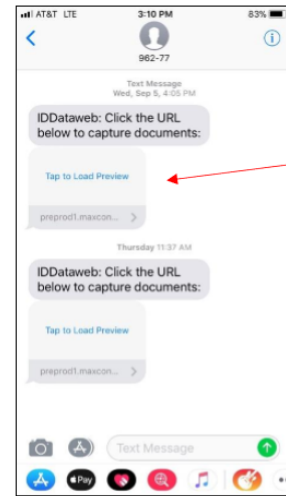 AT&T LTE 3:10 PM 83%
962-77
Text Message
Wed, Sep 5, 4:05 PM
IDDataweb: Click the URL
below to capture documents:
Tap to Load Preview
preprod1.maxcon...
Thursday 11:37 AM
IDDataweb: Click the URL
below to capture documents:
Tap to Load Preview
preprod1.maxcon...
Text Message
Pay